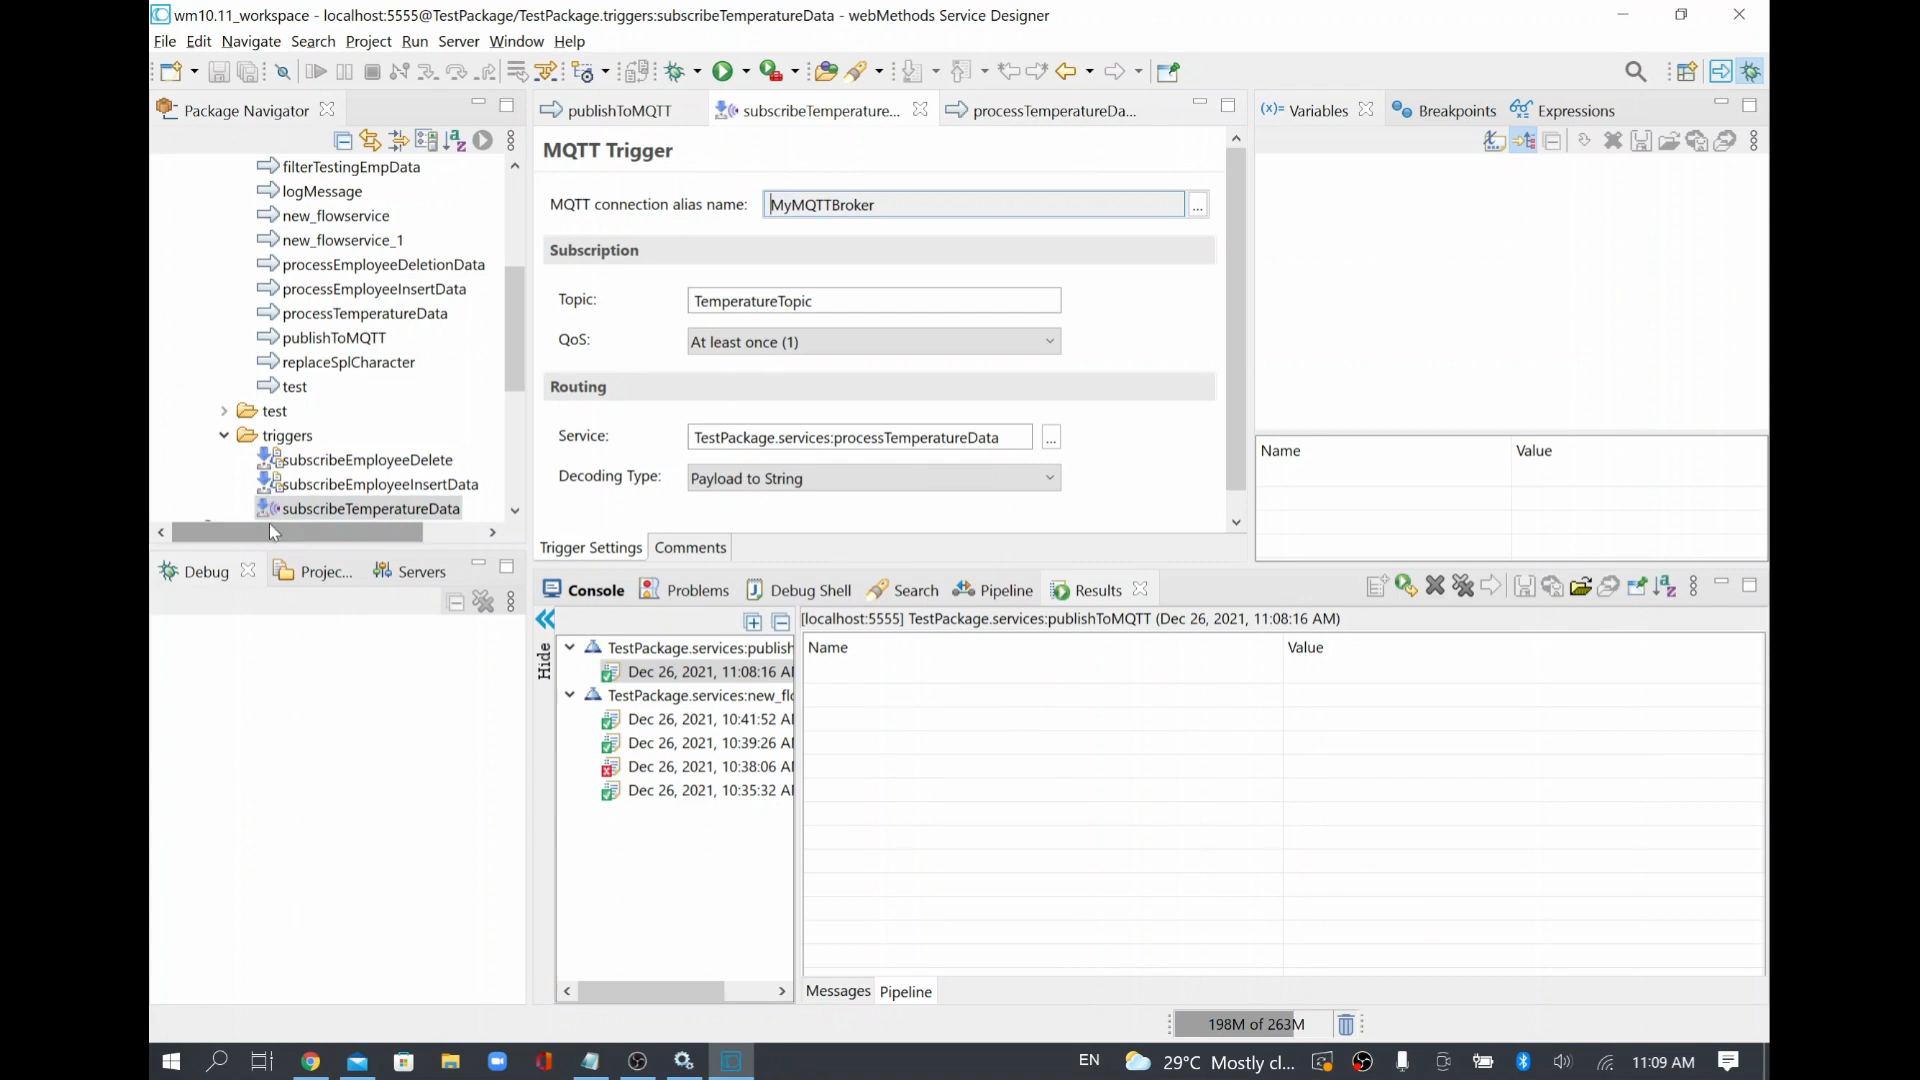 wm10.11_workspace - localhost:5555@TestPackage/TestPackage.triggers:subscribeTemperatureData - webMethods Service Designer
File Edit Navigate Search Project Run Server Window Help
Package Navigator
filterTestingEmpData
logMessage
new_flowservice
new_flowservice_1
processEmployeeDeletionData
processEmployeeInsertData
processTemperatureData
publishToMQTT
replaceSplCharacter
test
test
triggers
subscribeEmployeeDelete
subscribeEmployeeInsertData
subscribeTemperatureData
Debug Projec... Servers
publishToMQTT subscribeTemperature... processTemperatureDa...
MQTT Trigger
MQTT connection alias name: MyMQTTBroker ...
Subscription
Topic: TemperatureTopic
QoS: At least once (1)
Routing
Service: TestPackage.services:processTemperatureData ...
Decoding Type: Payload to String
Trigger Settings Comments
(x)= Variables Breakpoints Expressions
Name Value
Console Problems Debug Shell Search Pipeline Results
Hide
TestPackage.services:publish
Dec 26, 2021, 11:08:16 A
TestPackage.services:new_fl
Dec 26, 2021, 10:41:52 A
Dec 26, 2021, 10:39:26 A
Dec 26, 2021, 10:38:06 A
Dec 26, 2021, 10:35:32 A
[localhost:5555] TestPackage.services:publishToMQTT (Dec 26, 2021, 11:08:16 AM)
Name Value
Messages Pipeline
198M of 263M
EN 29°C Mostly cl... 11:09 AM